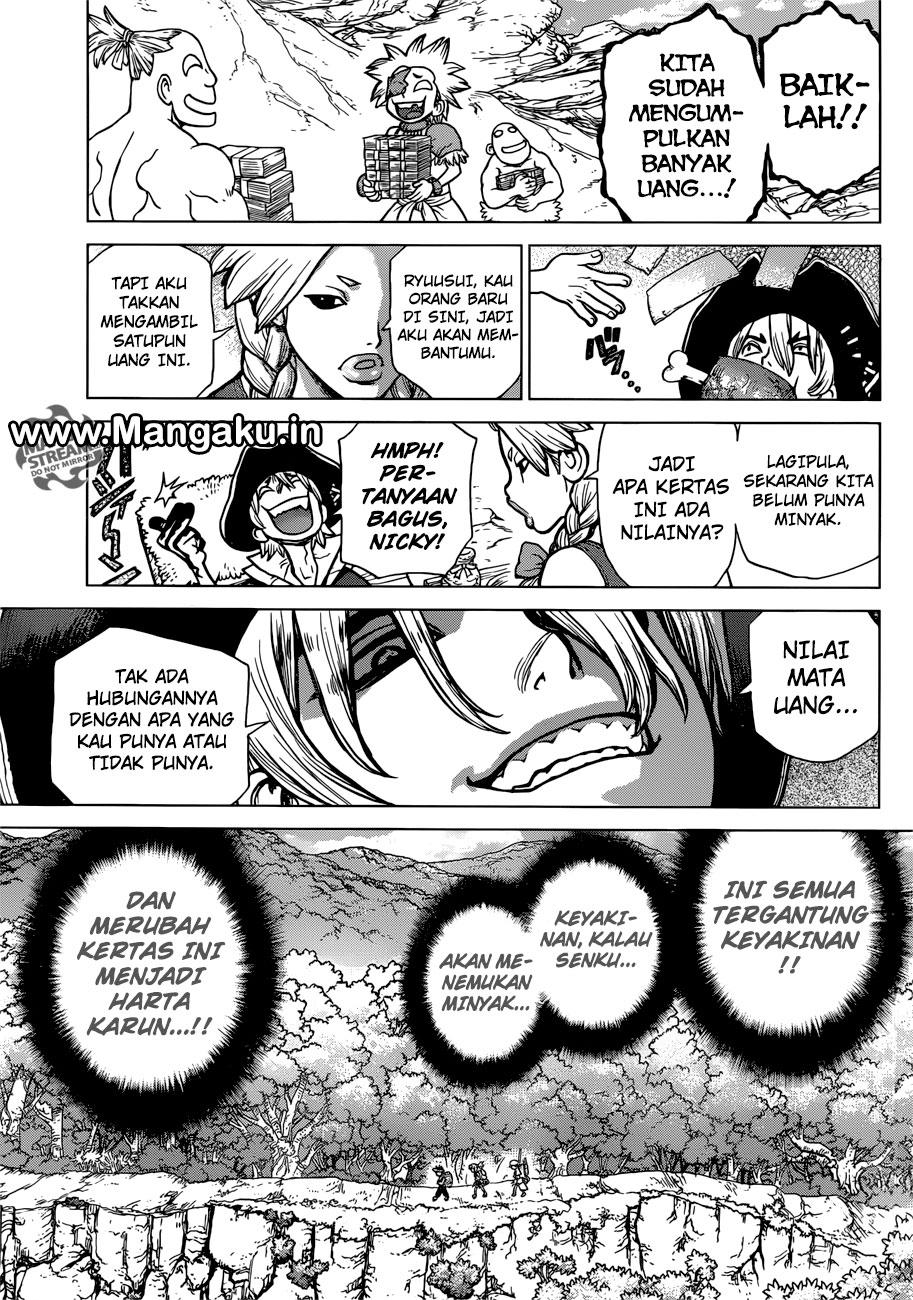 BAIK-
LAH!!
KITA
SUDAH
MENGUM-
PULKAN
BANYAK
UANG...!
RYUUSUI, KAU
ORANG BARU
DI SINI, JADI
AKU AKAN MEM-
BANTUMU.
TAPI AKU
TAKKAN
MENGAMBIL
SATUPUN
UANG INI.
www.Mangaku.in
STREAM
DO NOT MIRROR
LAGIPULA,
SEKARANG KITA
BELUM PUNYA
MINYAK.
JADI
APA KERTAS
INI ADA
NILAINYA?
HMPH!
PER-
TANYAAN
BAGUS,
NICKY!
NILAI
MATA
UANG...
TAK ADA
HUBUNGANNYA
DENGAN APA YANG
KAU PUNYA ATAU
TIDAK PUNYA.
INI SEMUA
TERGANTUNG
KEYAKINAN
!!
KEYAKI-
NAN, KALAU
SENKU...
AKAN ME-
NEMUKAN
MINYAK...
DAN
MERUBAH
KERTAS INI
MENJADI
HARTA
KARUN...!!